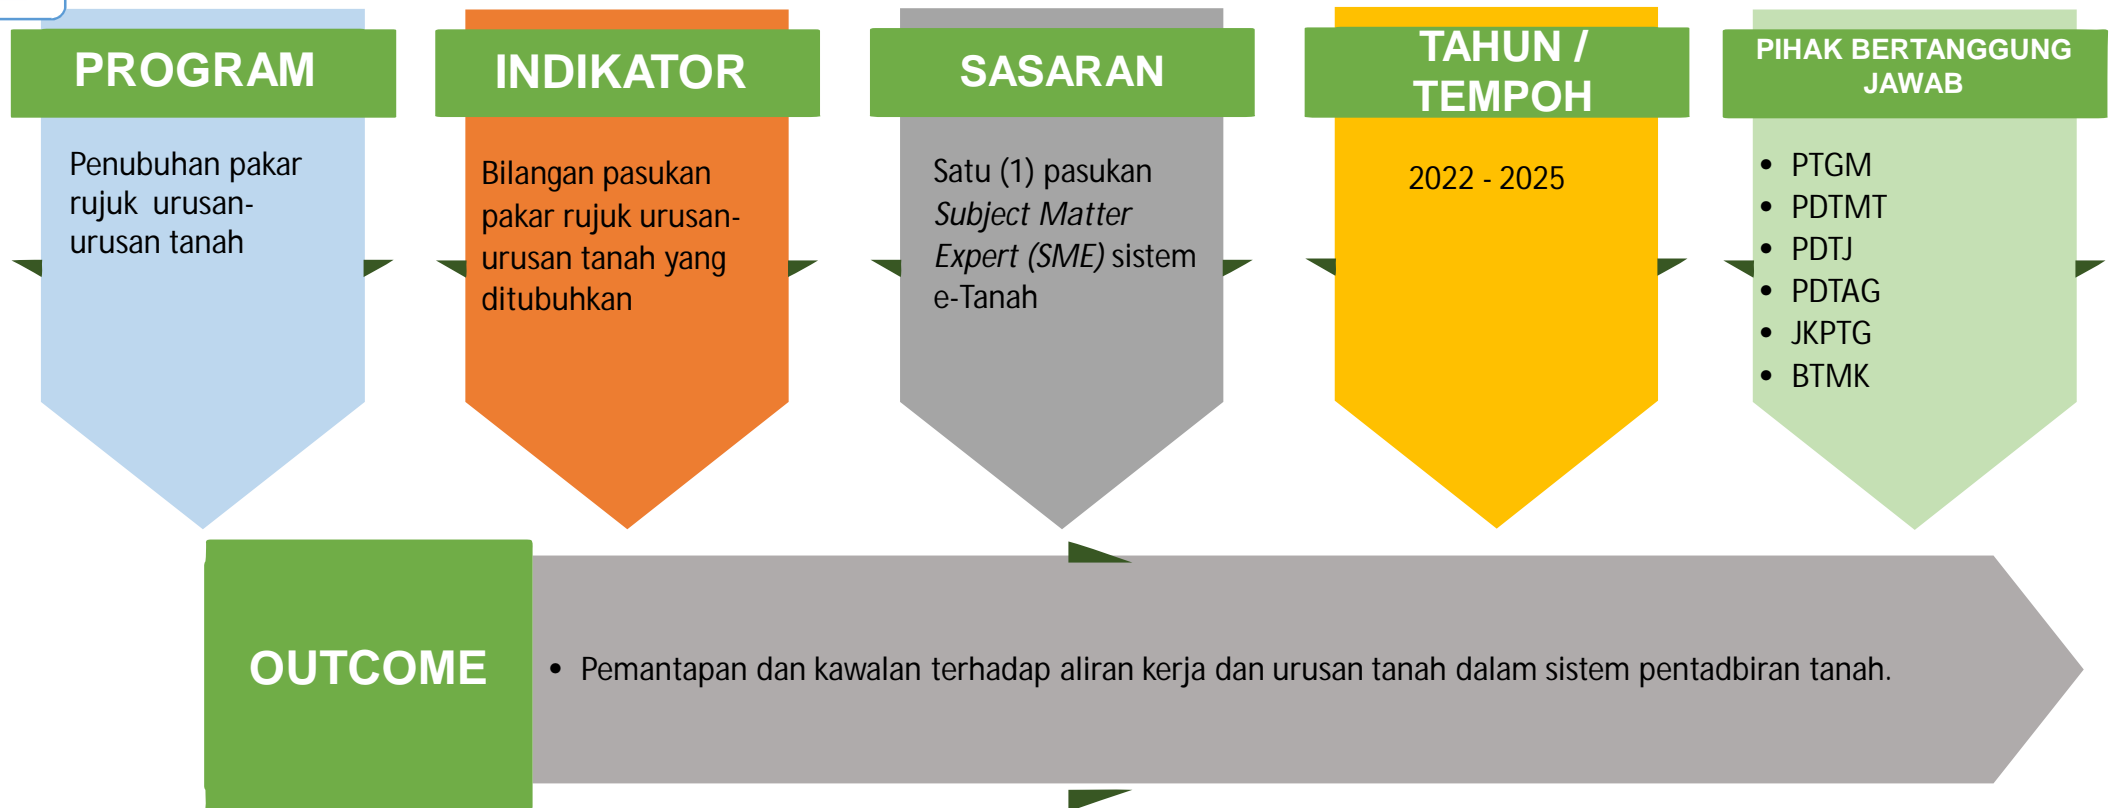 PROGRAM
Penubuhan pakar
rujuk urusan-
urusan tanah
INDIKATOR
Bilangan pasukan
pakar rujuk urusan-
urusan tanah yang
ditubuhkan
SASARAN
Satu (1) pasukan
Subject Matter
Expert (SME) sistem
e-Tanah
TAHUN /
TEMPOH
2022 - 2025
PIHAK BERTANGGUNG
JAWAB
• PTGM
• PDTMT
• PDTJ
• PDTAG
• JKPTG
• BTMK
OUTCOME
• Pemantapan dan kawalan terhadap aliran kerja dan urusan tanah dalam sistem pentadbiran tanah.